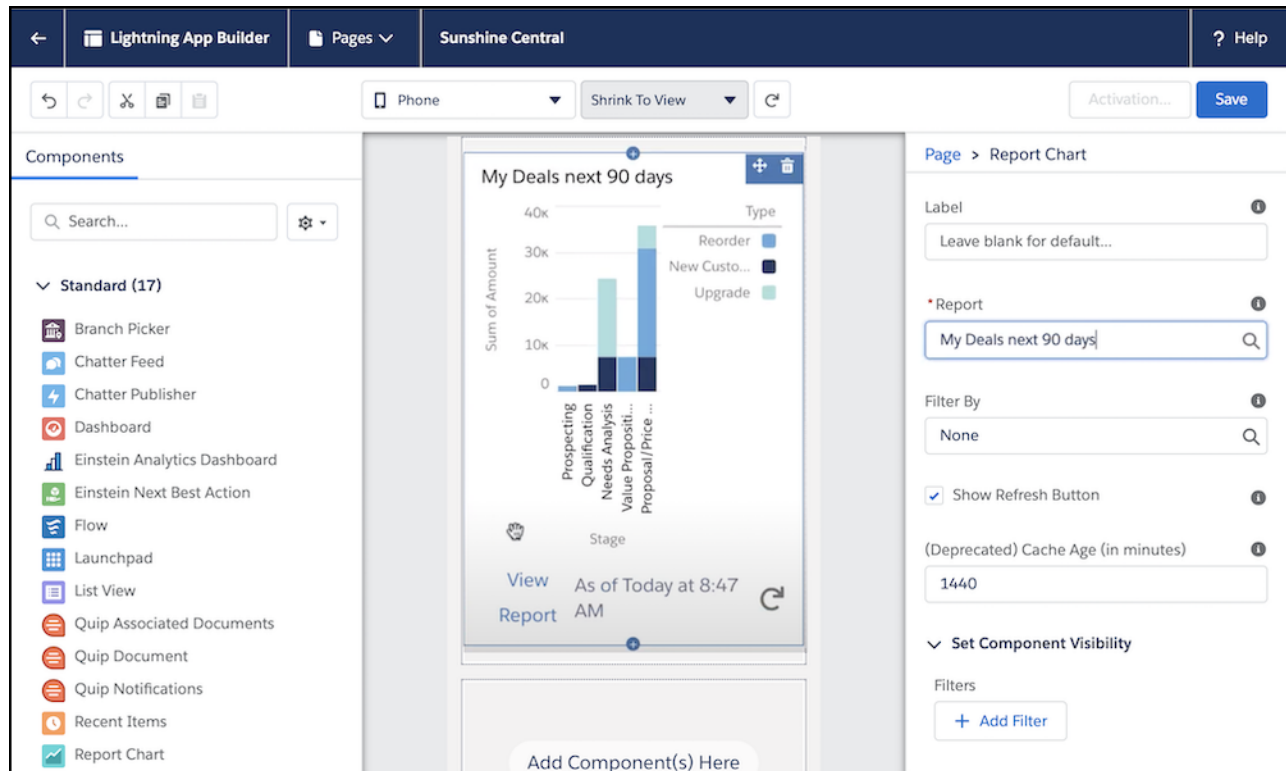 Lightning App Builder
Pages
Sunshine Central
? Help
Phone
Shrink To View
Activation...
Save
Components
Search...
Standard (17)
Branch Picker
Chatter Feed
Chatter Publisher
Dashboard
Einstein Analytics Dashboard
Einstein Next Best Action
Flow
Launchpad
List View
Quip Associated Documents
Quip Document
Quip Notifications
Recent Items
Report Chart
My Deals next 90 days
Sum of Amount
40K
30K
20K
10K
0
Type
Reorder
New Custo...
Upgrade
Prospecting
Qualification
Needs Analysis
Value Propositi...
Proposal/Price ...
Stage
View
Report
As of Today at 8:47
AM
Add Component(s) Here
Page > Report Chart
Label
Leave blank for default...
*Report
My Deals next 90 days
Filter By
None
Show Refresh Button
(Deprecated) Cache Age (in minutes)
1440
Set Component Visibility
Filters
+ Add Filter